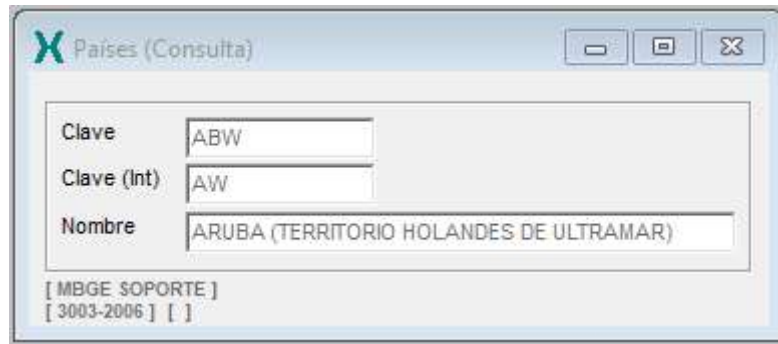 Países (Consulta)
Clave ABW
Clave (Int) AW
Nombre ARUBA (TERRITORIO HOLANDES DE ULTRAMAR)
[ MBGE SOPORTE ]
[ 3003-2006 ] [ ]